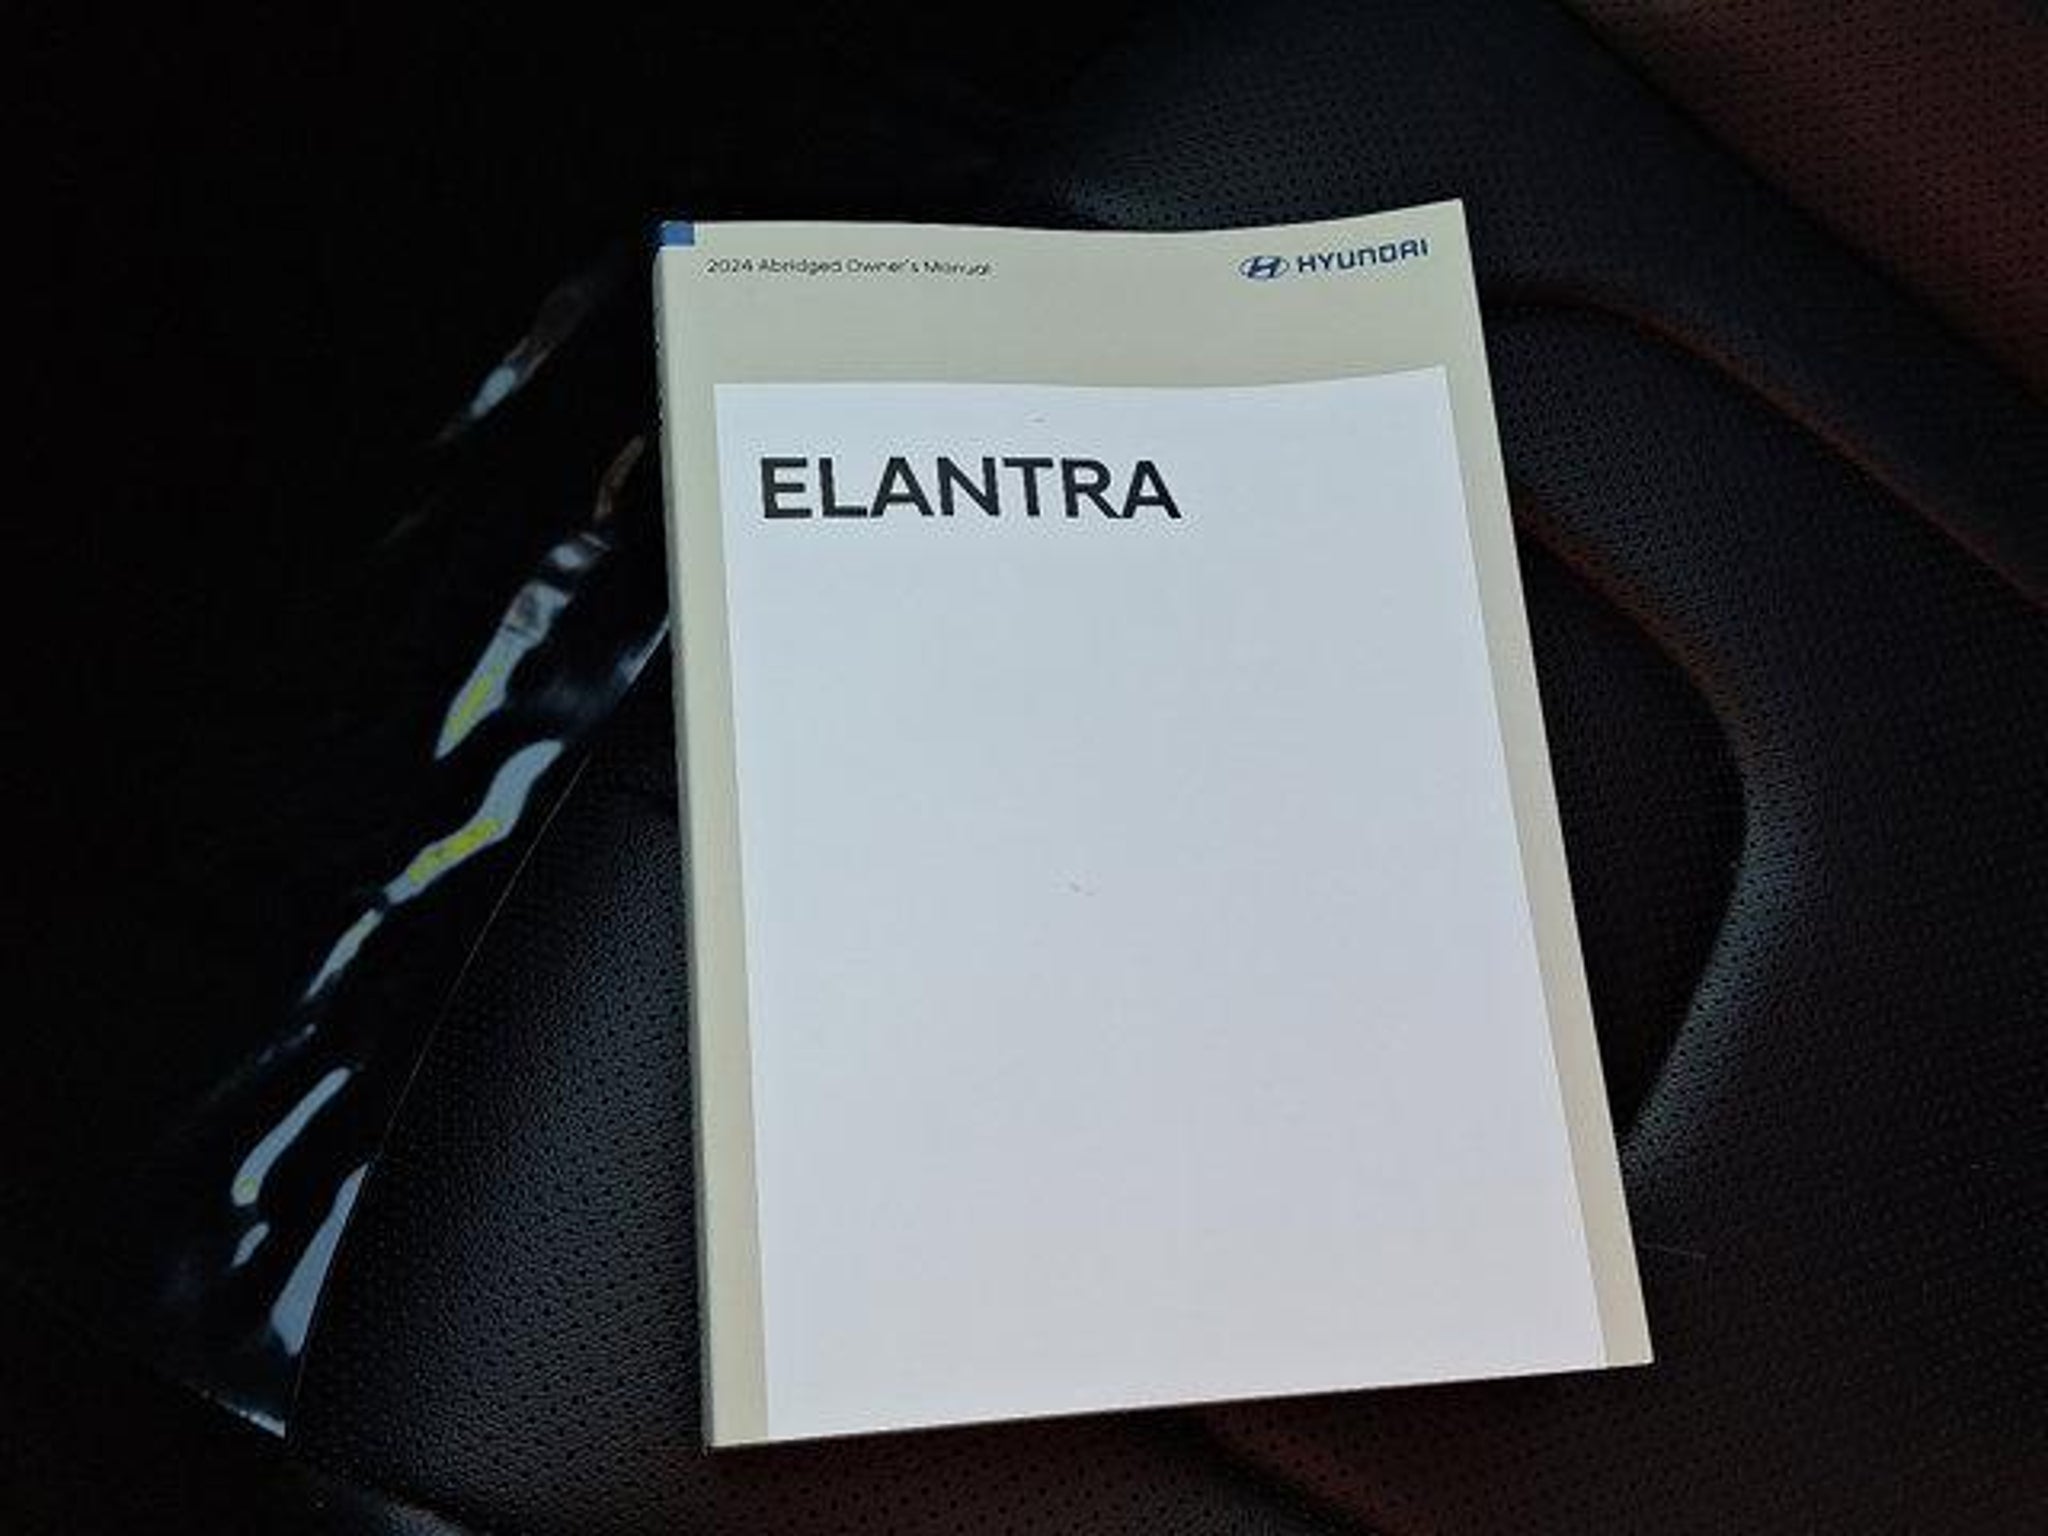 2024 Abridged Owner's Manual
HYUNDAI
ELANTRA